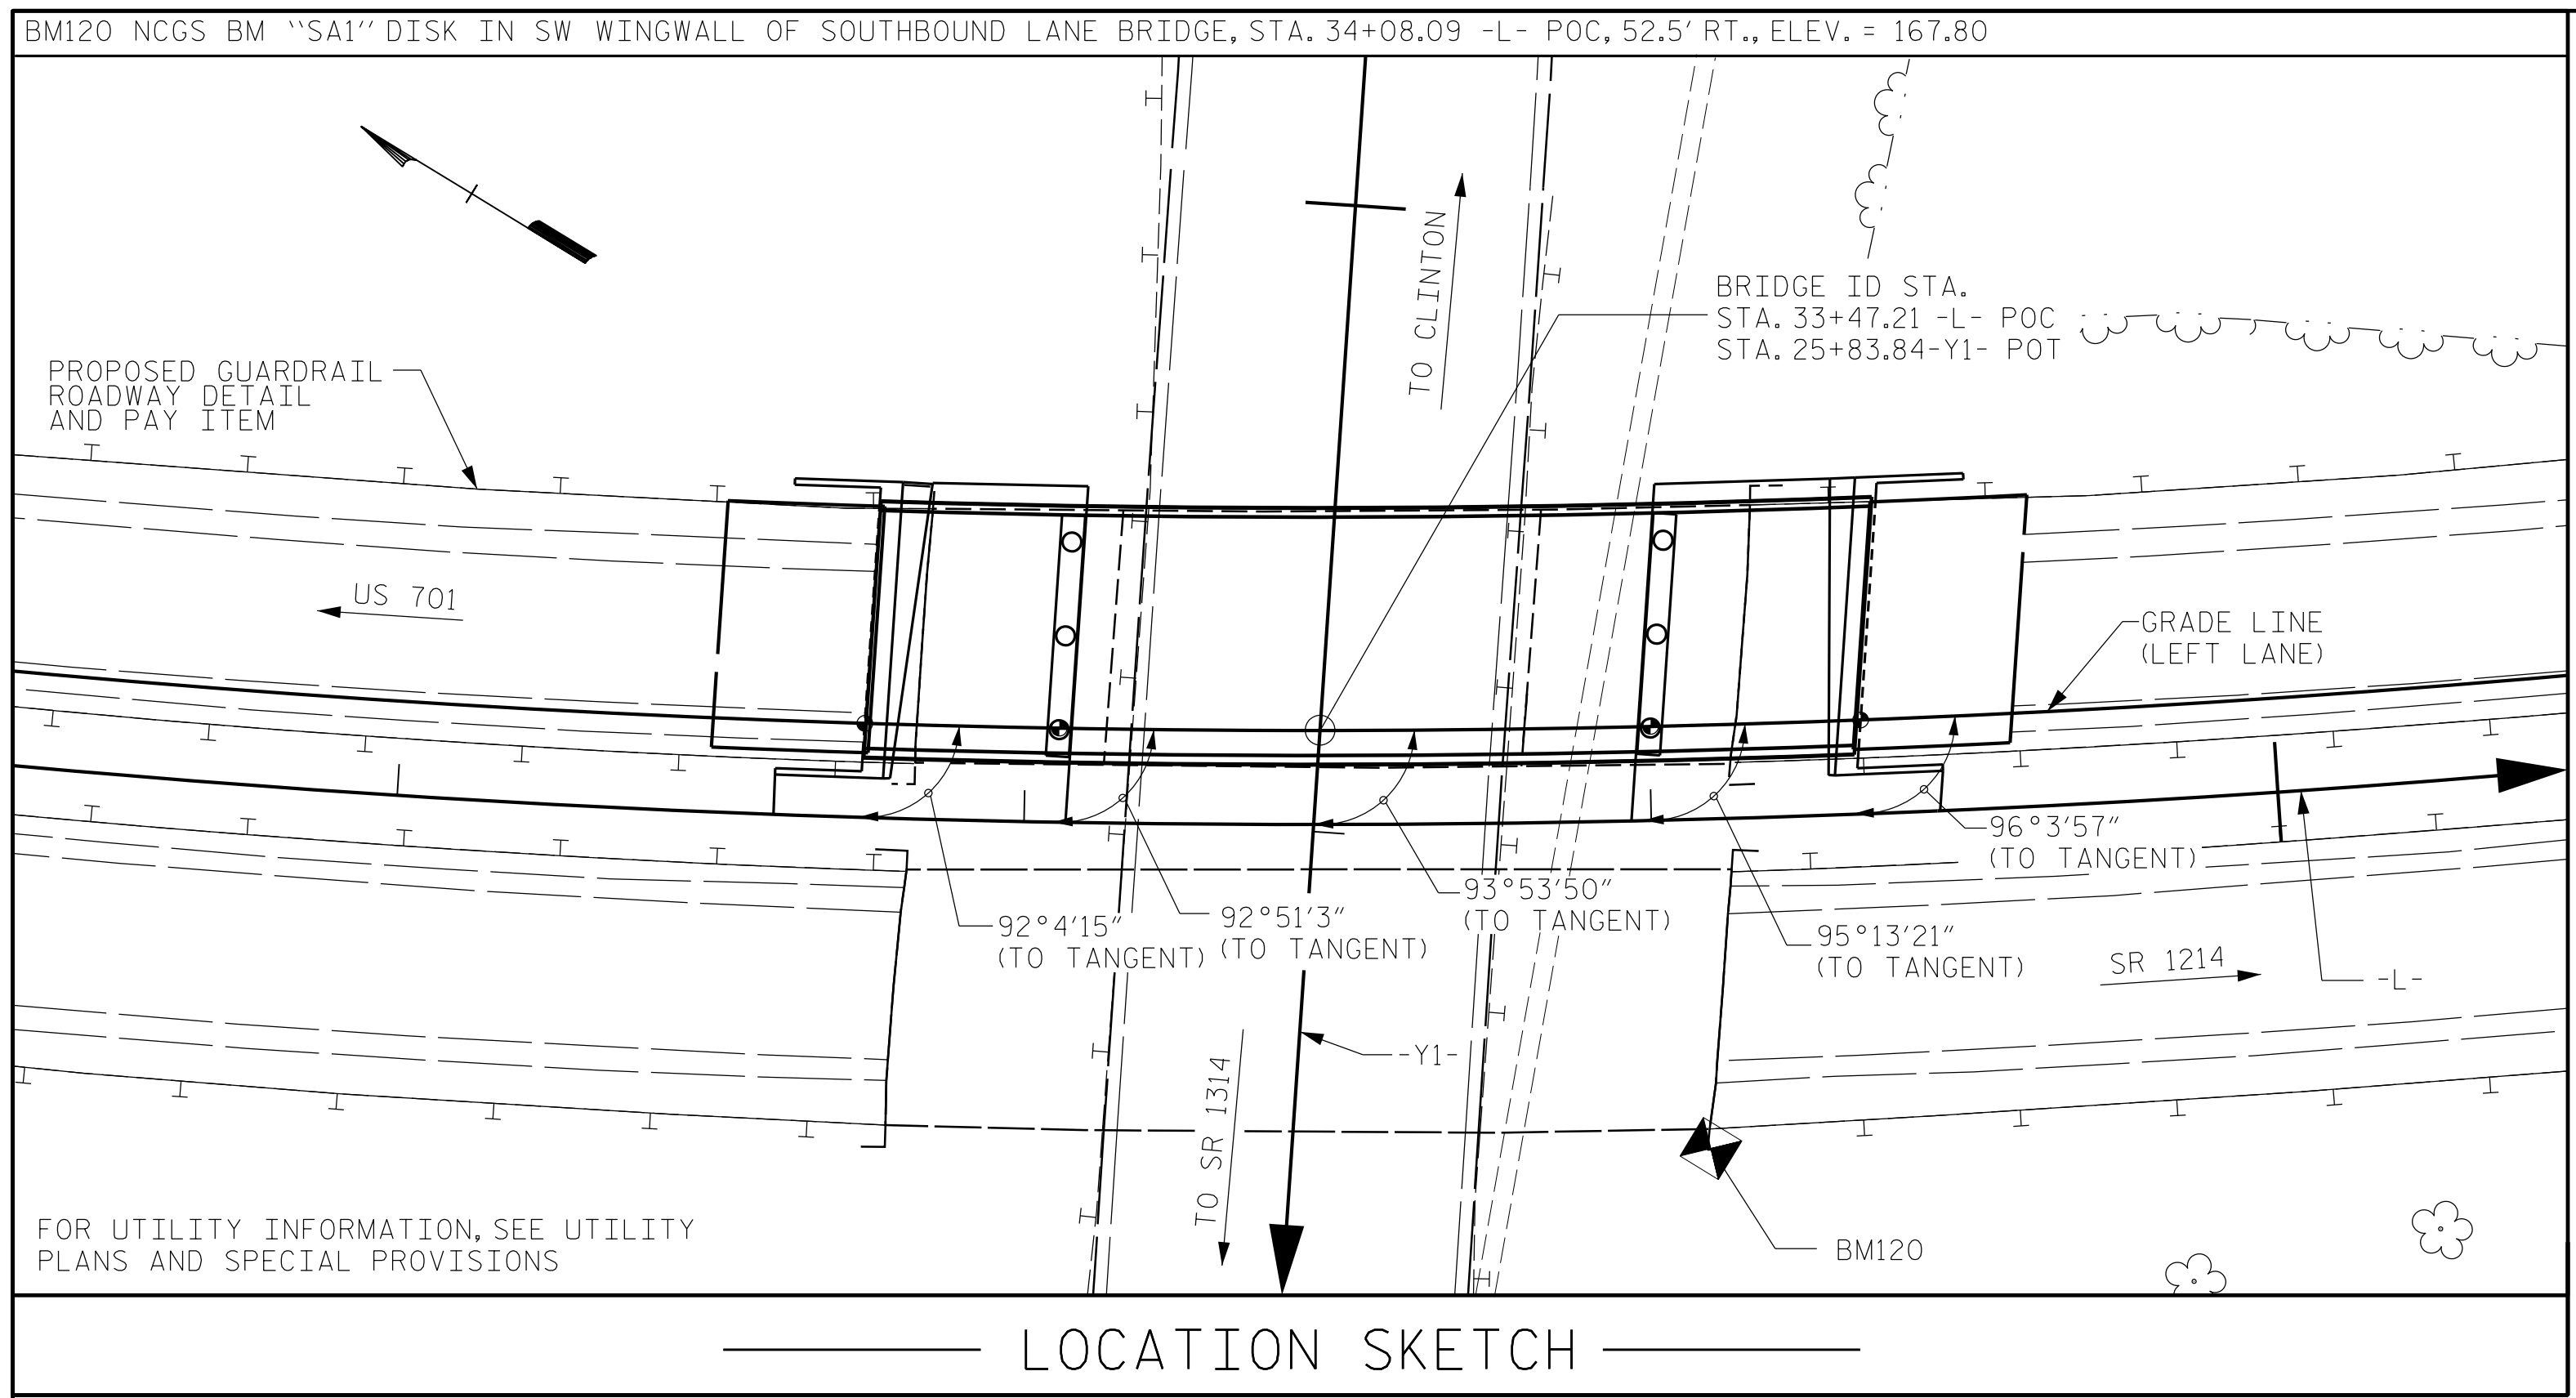 BM120 NCGS BM “SA1” DISK IN SW WINGWALL OF SOUTHBOUND LANE BRIDGE, STA. 34+08.09 -L- POC, 52.5' RT., ELEV. = 167.80
TO CLINTON
BRIDGE ID STA.
STA. 33+47.21 -L- POC
STA. 25+83.84-Y1- POT
PROPOSED GUARDRAIL
ROADWAY DETAIL
AND PAY ITEM
US 701
GRADE LINE
(LEFT LANE)
96°3'57"
(TO TANGENT)
93°53'50"
(TO TANGENT)
92°51'3"
(TO TANGENT)
92°4'15"
(TO TANGENT)
95°13'21"
(TO TANGENT)
SR 1214
-L-
-Y1-
TO SR 1314
BM120
FOR UTILITY INFORMATION, SEE UTILITY
PLANS AND SPECIAL PROVISIONS
LOCATION SKETCH